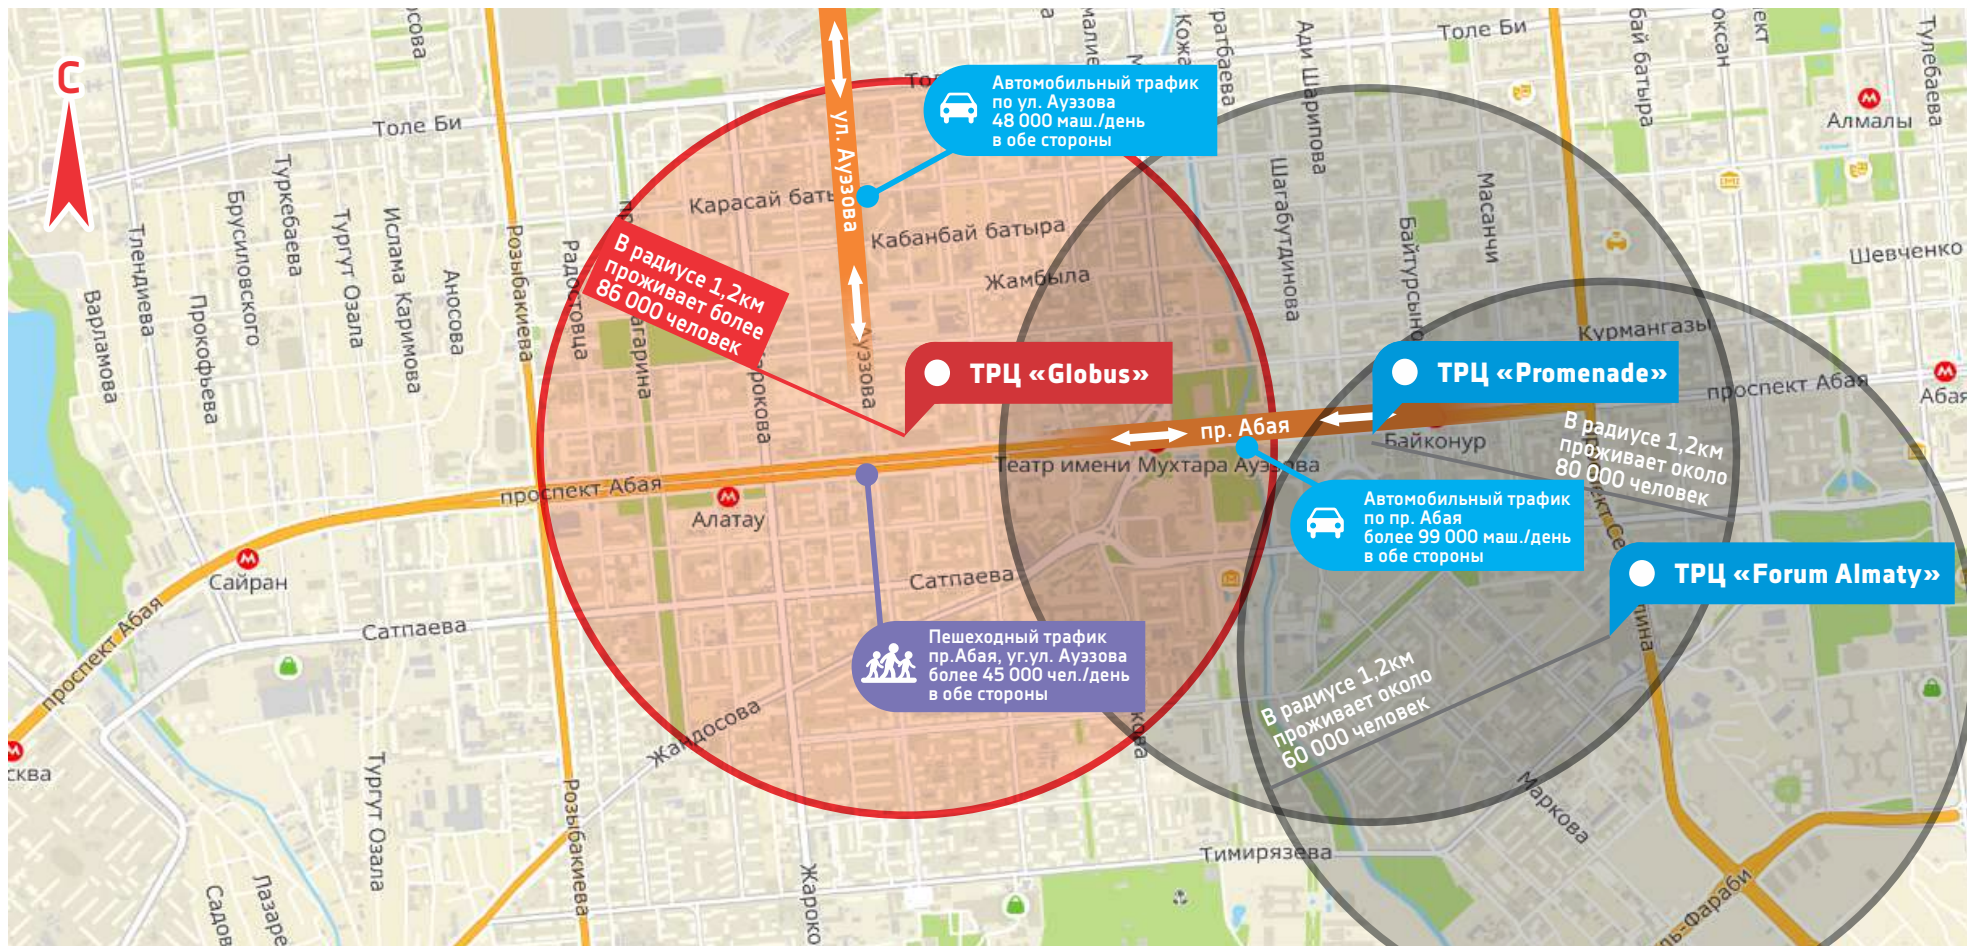 С
Автомобильный трафик
по ул. Ауэзова
48 000 маш./день
в обе стороны
ул. Ауэзова
В радиусе 1,2км
проживает более
86 000 человек
ТРЦ «Globus»
ТРЦ «Promenade»
пр. Абая
В радиусе 1,2км
проживает около
80 000 человек
Автомобильный трафик
по пр. Абая
более 99 000 маш./день
в обе стороны
ТРЦ «Forum Almaty»
Пешеходный трафик
пр.Абая, уг.ул. Ауэзова
более 45 000 чел./день
в обе стороны
В радиусе 1,2км
проживает около
60 000 человек
Толе Би
Толе Би
Алмалы
Тулебаева
Ади Шарипова
Шагабутдинова
Масанчи
Шевченко
Карасай
Кабанбай батыра
Жамбыла
Курмангазы
проспект Абая
Байконур
Театр имени Мухтара Ауэзова
проспект Абая
Алатау
Сайран
Сатпаева
Сатпаева
проспект Абая
Жандосова
Тимирязева
Маркова
Тлендиева
Брусиловского
Туркебаева
Тургут Озала
Ислама Каримова
Аносова
Розыбакиева
Варламова
Прокофьева
Тургут Озала
Розыбакиева